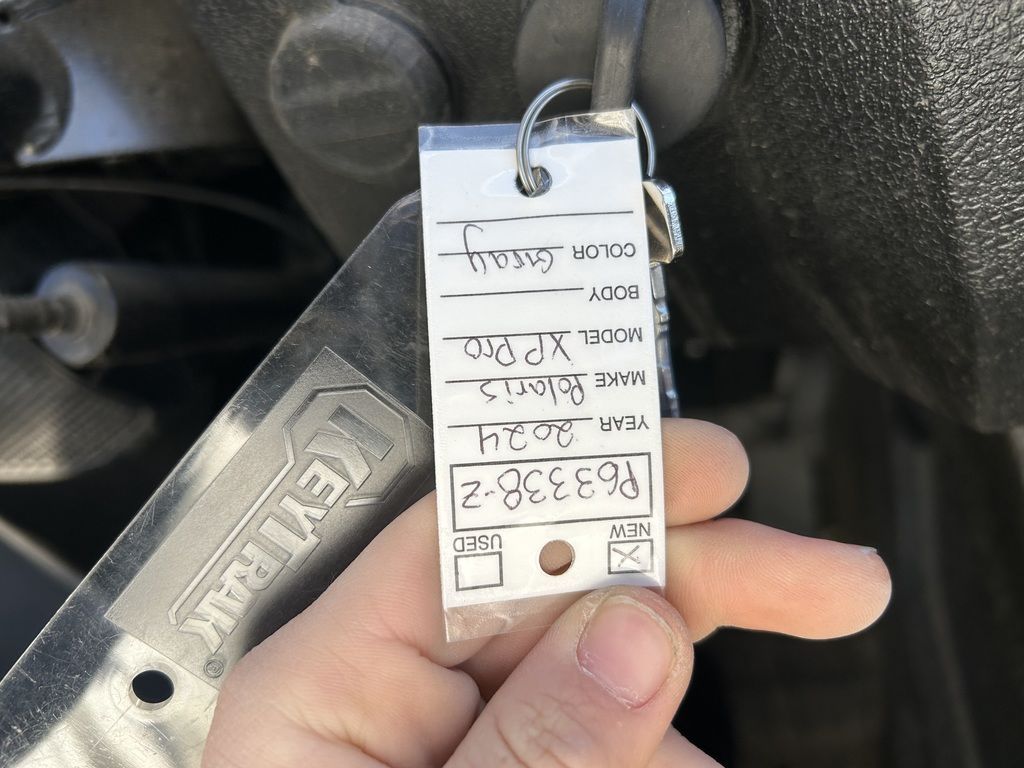 NEW USED
P63338-Z
YEAR 2024
MAKE Polaris
MODEL XP Pro
BODY
COLOR Gray
KEYTRAK®